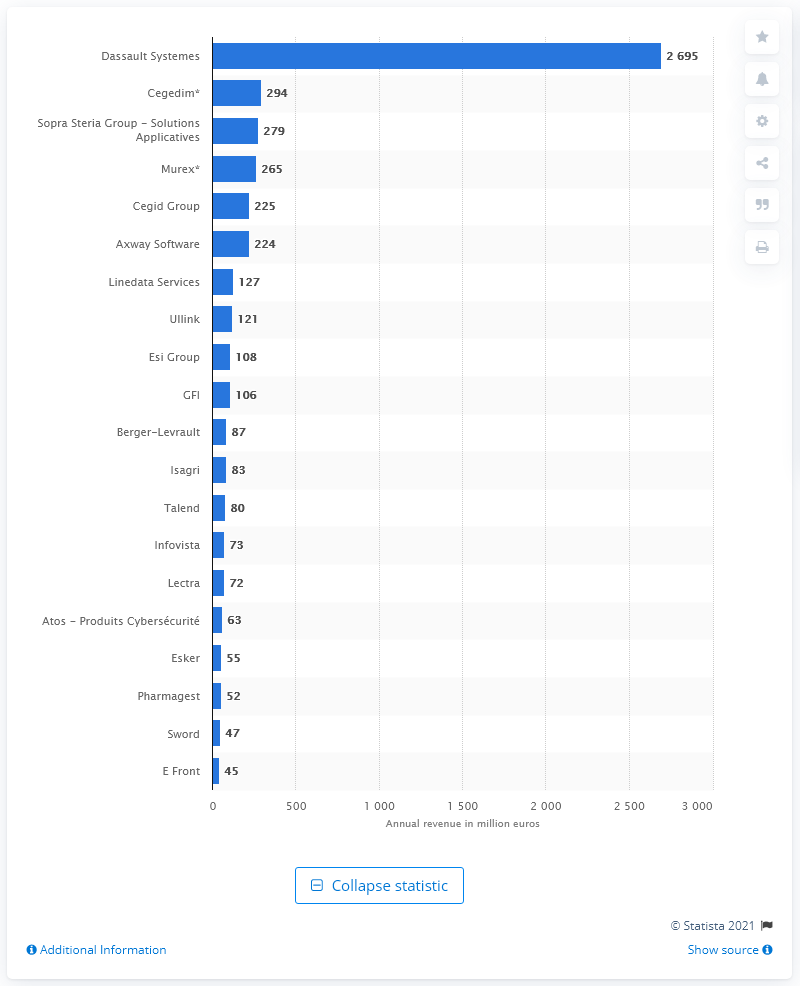 Dassault Systemes 2 695
Cegedim* 294
Sopra Steria Group – Solutions
Applicatives 279
Murex* 265
Cegid Group 225
Axway Software 224
Linedata Services 127
Ullink 121
Esi Group 108
GFI 106
Berger-Levrault 87
Isagri 83
Talend 80
Infovista 73
Lectra 72
Atos – Produits Cybersécurité 63
Esker 55
Pharmagest 52
Sword 47
E Front 45
0 500 1 000 1 500 2 000 2 500 3 000
Annual revenue in million euros
Collapse statistic
© Statista 2021
Additional Information Show source